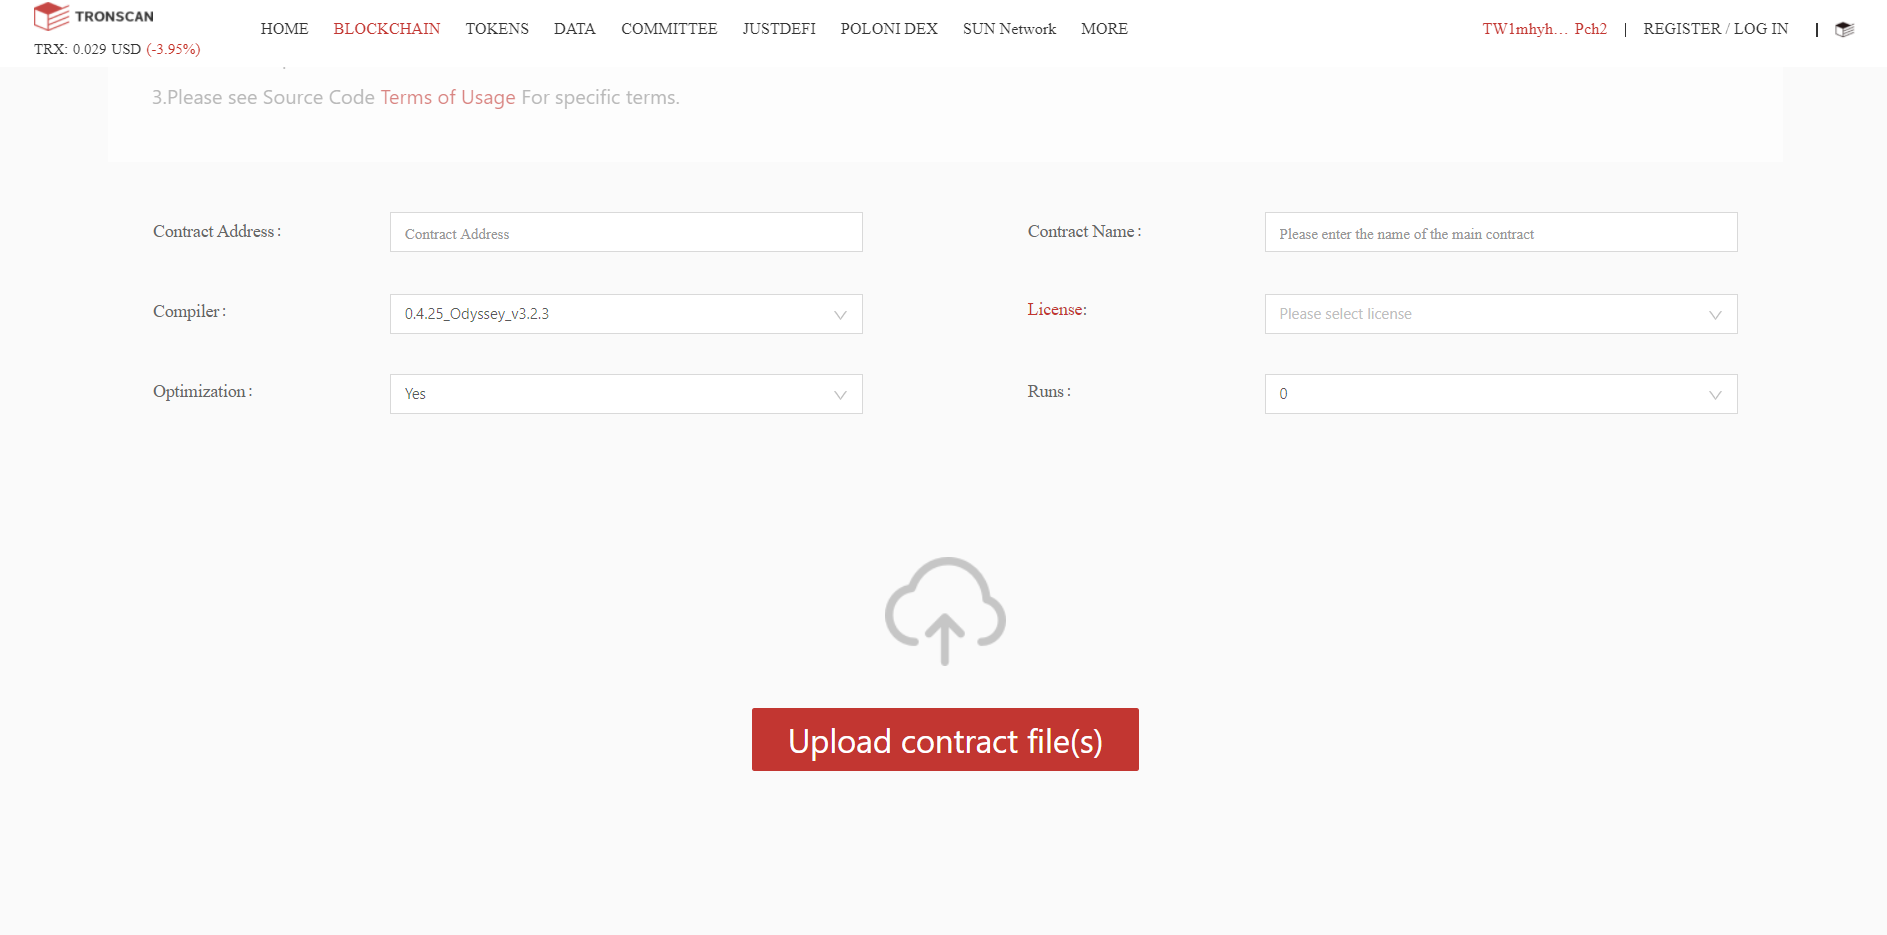 TRONSCAN
TRX: 0.029 USD (-3.95%)
HOME BLOCKCHAIN TOKENS DATA COMMITTEE JUSTDEFI POLONI DEX SUN Network MORE
TW1mhyh… Pch2 | REGISTER / LOG IN |
3.Please see Source Code Terms of Usage For specific terms.
Contract Address: Contract Address
Contract Name: Please enter the name of the main contract
Compiler: 0.4.25_Odyssey_v3.2.3
License: Please select license
Optimization: Yes
Runs: 0
Upload contract file(s)